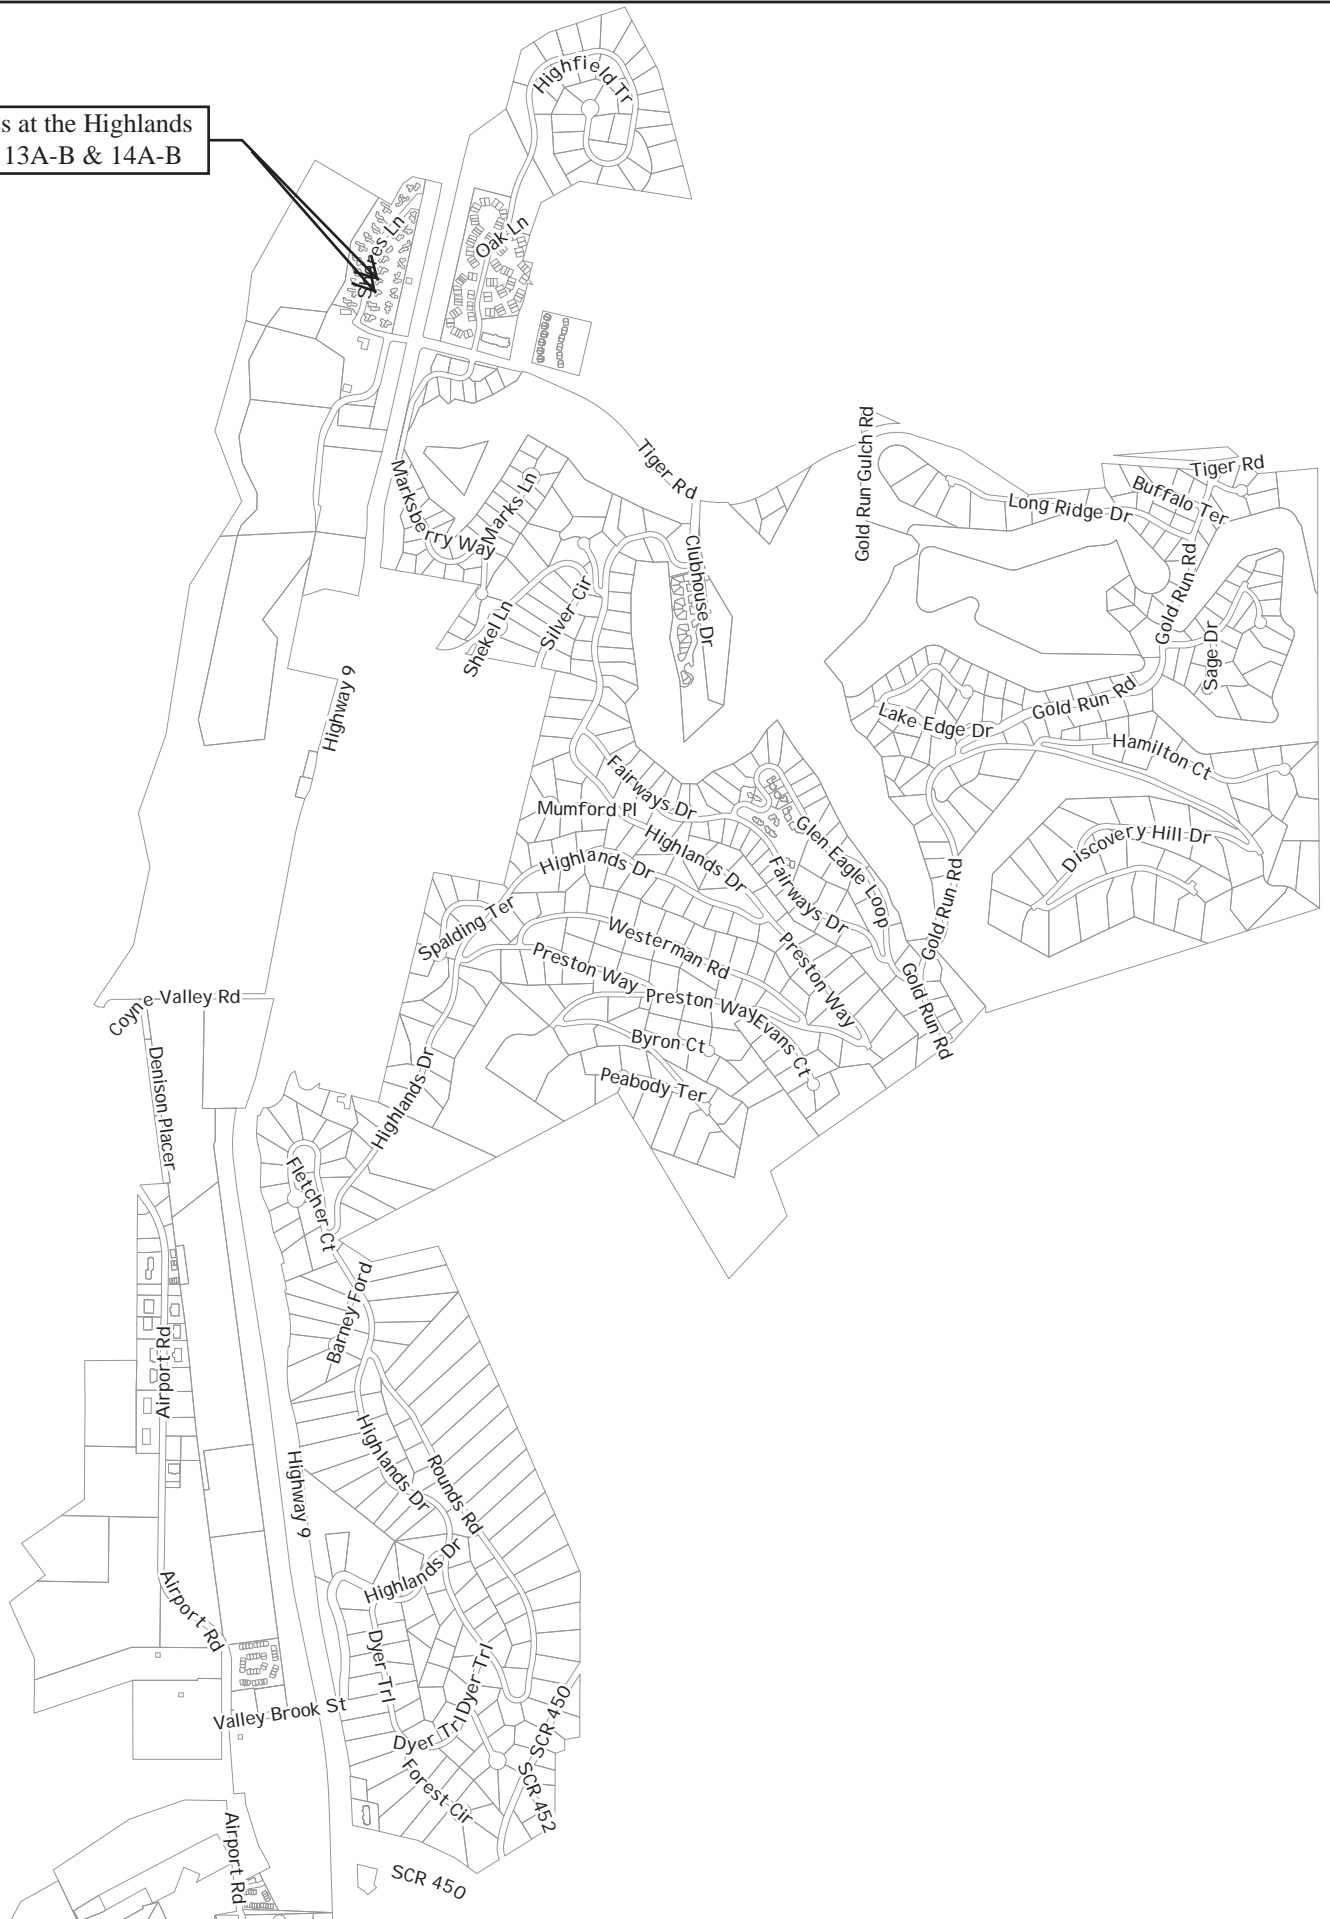 Highfield Tr
s at the Highlands
13A-B & 14A-B
Oak Ln
Tiger Rd
Gold Run Gulch Rd
Tiger Rd
Buffalo Ter
Long Ridge Dr
Marksberry Way
Marks Ln
Clubhouse Dr
Gold Run Rd
Silver Cir
Shekel Ln
Sage Dr
Highway 9
Gold Run Rd
Lake Edge Dr
Hamilton Ct
Fairways Dr
Mumford Pl
Highlands Dr
Glen Eagle Loop
Discovery Hill Dr
Highlands Dr
Fairways Dr
Gold Run Rd
Spalding Ter
Westerman Rd
Preston Way
Preston Way
Gold Run Rd
Preston Way
Coyne Valley Rd
Evans Ct
Byron Ct
Peabody Ter
Denison Placer
Highlands Dr
Fletcher Ct
Barney Ford
Airport Rd
Highlands Dr
Rounds Rd
Highway 9
Highlands Dr
Airport Rd
Dyer Trl
Dyer Trl
Valley Brook St
Dyer Trl
SCR 450
Forest Cir
SCR 452
Airport Rd
SCR 450